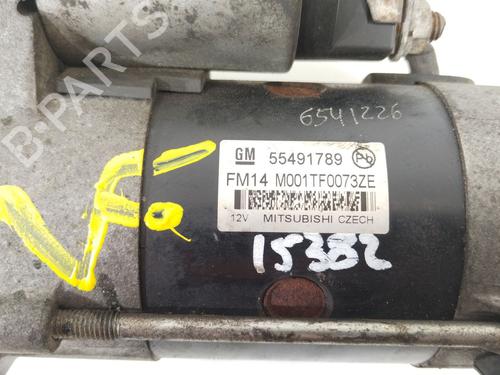 B-PARTS
6541226
GM 55491789 Pb
FM14 M001TF0073ZE
12V MITSUBISHI CZECH
15382